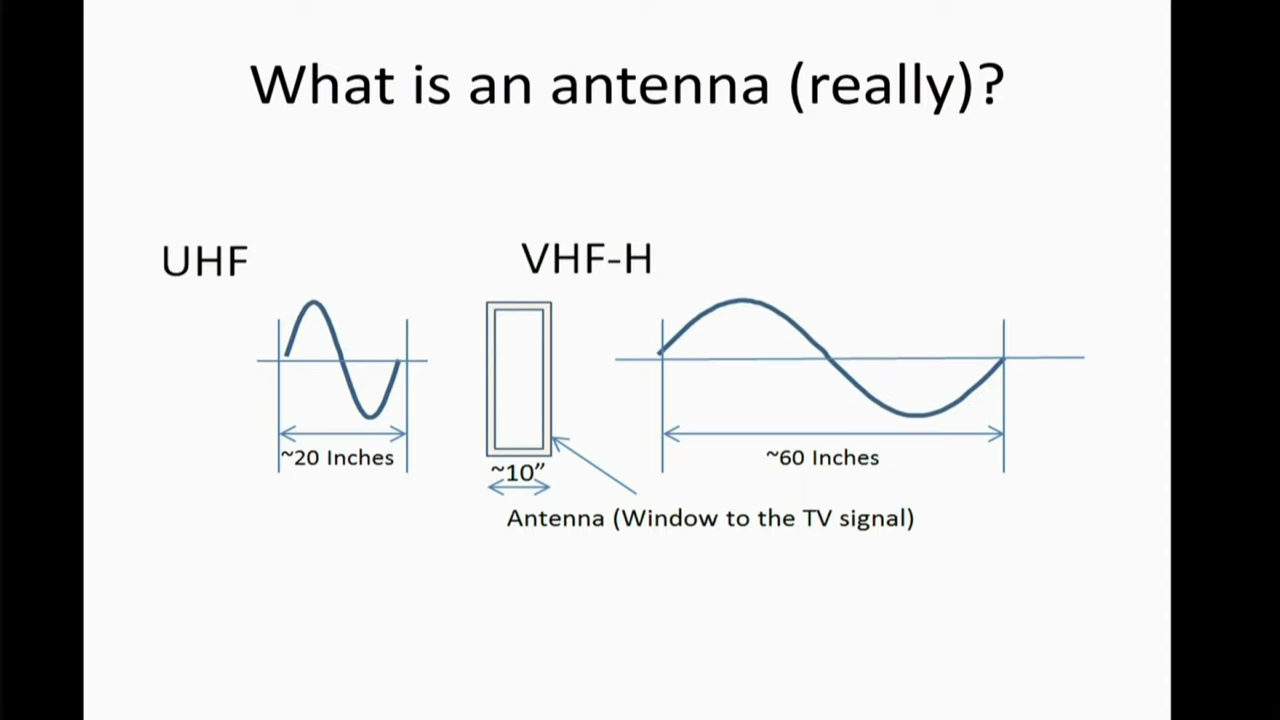 What is an antenna (really)?
UHF
VHF-H
~20 Inches
~10”
~60 Inches
Antenna (Window to the TV signal)